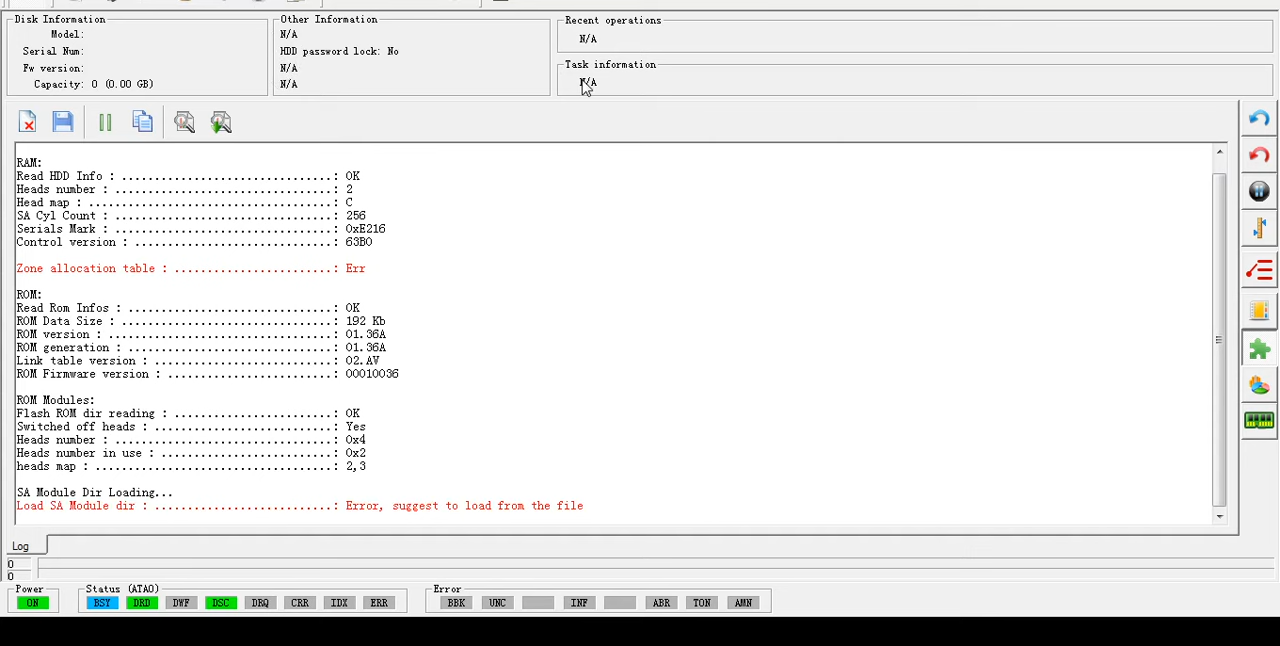 Disk Information
Model:
Serial Num:
Fw version:
Capacity: 0 (0.00 GB)
Other Information
N/A
HDD password lock: No
N/A
N/A
Recent operations
N/A
Task information
N/A
RAM:
Read HDD Info : .................................: OK
Heads number : .................................: 2
Head map : .....................................: C
SA Cyl Count : .................................: 256
Serials Mark : .................................: 0xE216
Control version : ..............................: 63B0
Zone allocation table : ........................: Err
ROM:
Read Rom Infos : ................................: OK
ROM Data Size : ................................: 192 Kb
ROM version : ..................................: 01.36A
ROM generation : ...............................: 01.36A
Link table version : ...........................: 02.AV
ROM Firmware version : .........................: 00010036
ROM Modules:
Flash ROM dir reading : ........................: OK
Switched off heads : ...........................: Yes
Heads number : .................................: 0x4
Heads number in use : ..........................: 0x2
heads map : ....................................: 2,3
SA Module Dir Loading...
Load SA Module dir : ...........................: Error, suggest to load from the file
Log
0
0
Power
ON
Status (ATA0)
BSY DRD DWF DSC DRQ CRR IDX ERR
Error
BBK UNC INF ABR TON AMN